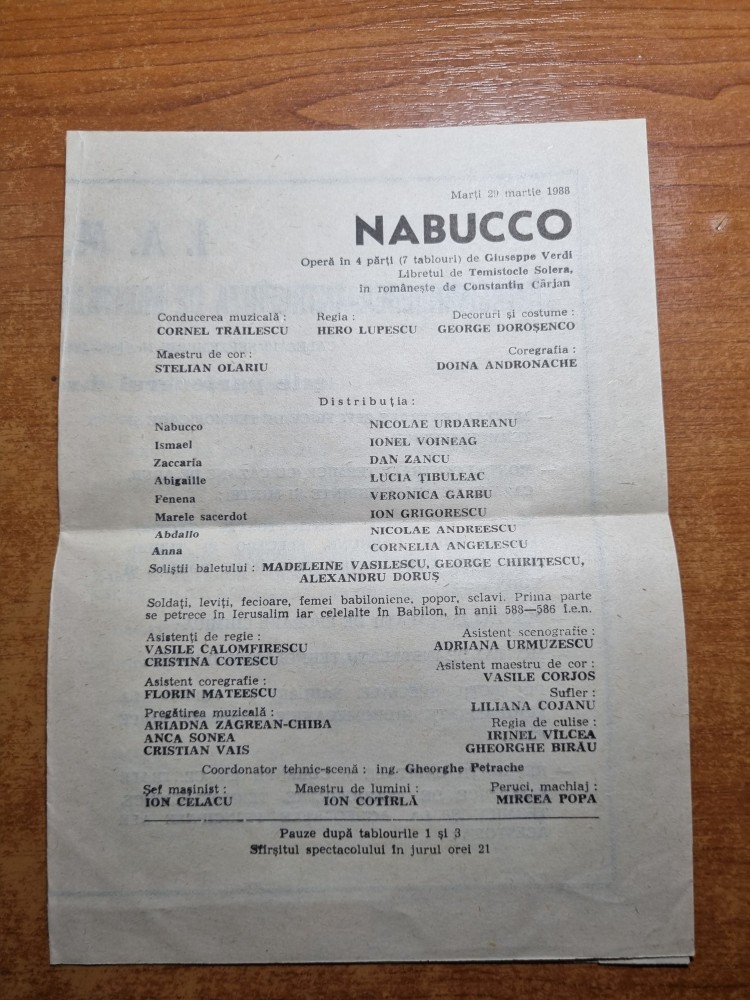 Marți 29 martie 1988
NABUCCO
Operă în 4 părți (7 tablouri) de Giuseppe Verdi
Libretul de Temistocle Solera,
în românește de Constantin Cârjan
Conducerea muzicală : Regia : Decoruri și costume :
CORNEL TRAILESCU HERO LUPESCU GEORGE DOROȘENCO
Maestru de cor : Coregrafia :
STELIAN OLARIU DOINA ANDRONACHE
Distribuția :
Nabucco NICOLAE URDAREANU
Ismael IONEL VOINEAG
Zaccaria DAN ZANCU
Abigaille LUCIA ȚIBULEAC
Fenena VERONICA GARBU
Marele sacerdot ION GRIGORESCU
Abdallo NICOLAE ANDREESCU
Anna CORNELIA ANGELESCU
Soliștii baletului : MADELEINE VASILESCU, GEORGE CHIRIȚESCU,
ALEXANDRU DORUȘ
Soldați, leviți, fecioare, femei babiloniene, popor, sclavi. Prima parte
se petrece în Ierusalim iar celelalte în Babilon, în anii 588—586 î.e.n.
Asistenți de regie : Asistent scenografie :
VASILE CALOMFIRESCU ADRIANA URMUZESCU
CRISTINA COTESCU Asistent maestru de cor :
Asistent coregrafie : VASILE CORJOS
FLORIN MATEESCU Sufler :
Pregătirea muzicală : LILIANA COJANU
ARIADNA ZAGREAN-CHIBA Regia de culise :
ANCA SONEA IRINEL VÎLCEA
CRISTIAN VAIS GHEORGHE BIRĂU
Coordonator tehnic-scenă : ing. Gheorghe Petrache
Șef mașinist : Maestru de lumini : Peruci, machiaj :
ION CELACU ION COTÎRLĂ MIRCEA POPA
Pauze după tablourile 1 și 3
Sfîrșitul spectacolului în jurul orei 21